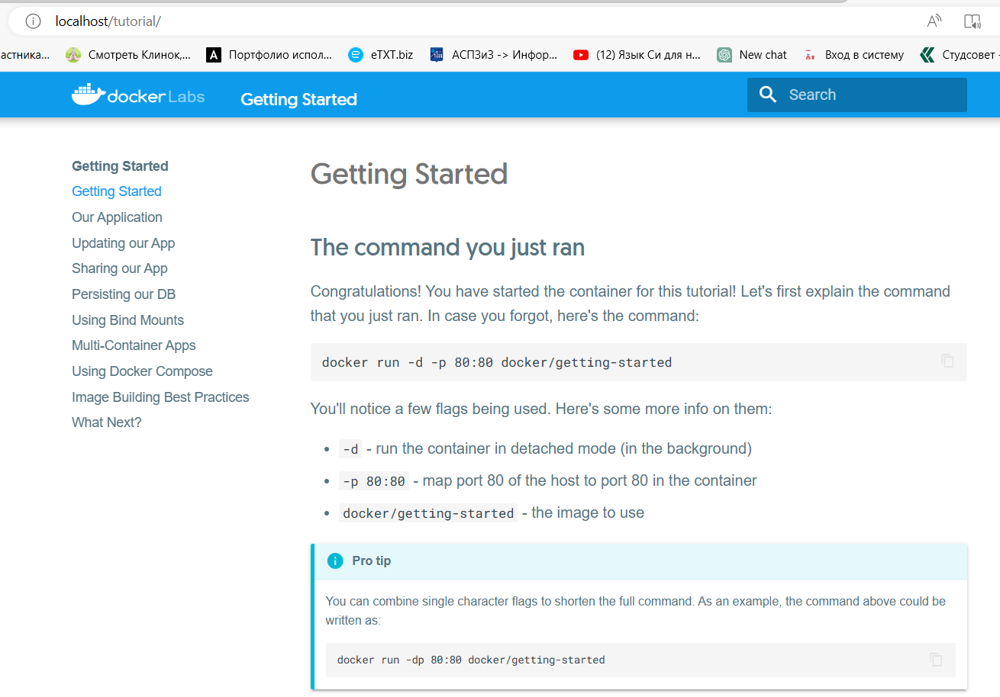 localhost/tutorial/
астника... Смотреть Клинок,... Портфолио испол... eTXT.biz АСПЗиЗ -> Инфор... (12) Язык Си для н... New chat Вход в систему Студсовет
docker Labs Getting Started Search
Getting Started
Getting Started
Our Application
Updating our App
Sharing our App
Persisting our DB
Using Bind Mounts
Multi-Container Apps
Using Docker Compose
Image Building Best Practices
What Next?
Getting Started
The command you just ran
Congratulations! You have started the container for this tutorial! Let's first explain the command
that you just ran. In case you forgot, here's the command:
docker run -d -p 80:80 docker/getting-started
You'll notice a few flags being used. Here's some more info on them:
• -d - run the container in detached mode (in the background)
• -p 80:80 - map port 80 of the host to port 80 in the container
• docker/getting-started - the image to use
Pro tip
You can combine single character flags to shorten the full command. As an example, the command above could be
written as:
docker run -dp 80:80 docker/getting-started